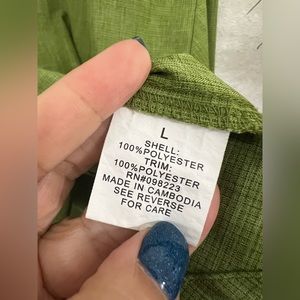 L
SHELL:
100%POLYESTER
TRIM:
100%POLYESTER
RN#098223
MADE IN CAMBODIA
SEE REVERSE
FOR CARE